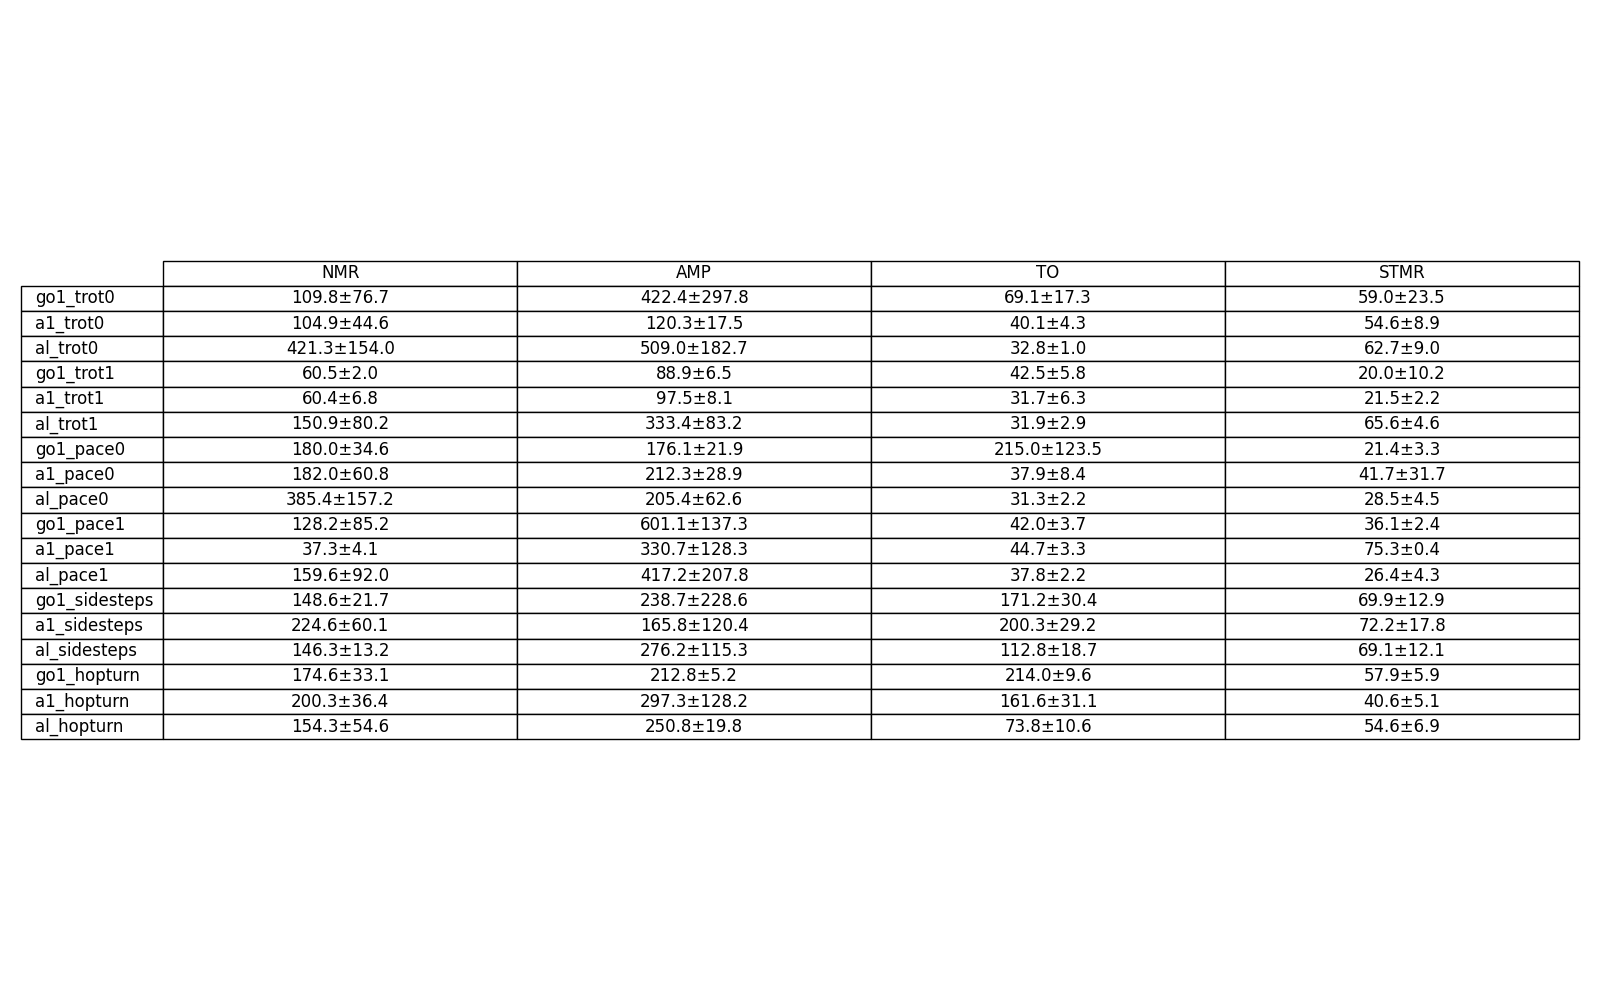 NMR AMP TO STMR
go1_trot0 109.8±76.7 422.4±297.8 69.1±17.3 59.0±23.5
a1_trot0 104.9±44.6 120.3±17.5 40.1±4.3 54.6±8.9
al_trot0 421.3±154.0 509.0±182.7 32.8±1.0 62.7±9.0
go1_trot1 60.5±2.0 88.9±6.5 42.5±5.8 20.0±10.2
a1_trot1 60.4±6.8 97.5±8.1 31.7±6.3 21.5±2.2
al_trot1 150.9±80.2 333.4±83.2 31.9±2.9 65.6±4.6
go1_pace0 180.0±34.6 176.1±21.9 215.0±123.5 21.4±3.3
a1_pace0 182.0±60.8 212.3±28.9 37.9±8.4 41.7±31.7
al_pace0 385.4±157.2 205.4±62.6 31.3±2.2 28.5±4.5
go1_pace1 128.2±85.2 601.1±137.3 42.0±3.7 36.1±2.4
a1_pace1 37.3±4.1 330.7±128.3 44.7±3.3 75.3±0.4
al_pace1 159.6±92.0 417.2±207.8 37.8±2.2 26.4±4.3
go1_sidesteps 148.6±21.7 238.7±228.6 171.2±30.4 69.9±12.9
a1_sidesteps 224.6±60.1 165.8±120.4 200.3±29.2 72.2±17.8
al_sidesteps 146.3±13.2 276.2±115.3 112.8±18.7 69.1±12.1
go1_hopturn 174.6±33.1 212.8±5.2 214.0±9.6 57.9±5.9
a1_hopturn 200.3±36.4 297.3±128.2 161.6±31.1 40.6±5.1
al_hopturn 154.3±54.6 250.8±19.8 73.8±10.6 54.6±6.9